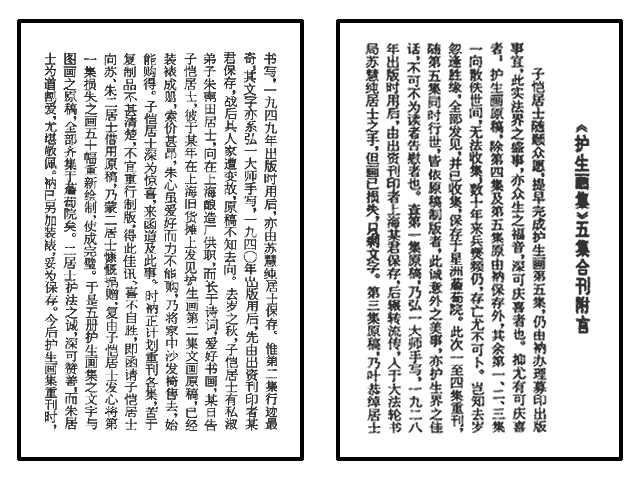 《护生画集》五集合刊附言
子恺居士随顺众愿，提早完成护生画第五集，仍由衲办理募印出版
事宜，此实法界之盛事，亦众生之福音，深可庆喜者也。抑尤有可庆喜
者，护生画原稿，除第四集及第五集原由衲保存外，其余第一、二、三集
一向散佚世间，无法收集，数十年来兵燹频仍，存亡尤不可卜。岂知去岁
忽逢胜缘，全部发见，并已收集，保存于星洲薝蔔院。此次一至四集重刊，
随第五集同时行世，皆依原稿制版者，此诚意外之美事，亦护生界之佳
话，不可不为读者告慰者也。查第一集原稿，乃弘一大师手写，一九二八
年出版时用后，由出资刊印者上海某君保存，后辗转流传，入于大法轮书
局苏慧纯居士之手，但画已损失，只剩文字。第三集原稿，乃叶恭绰居士
书写，一九四九年出版时用后，亦由苏慧纯居士保存。惟第二集行迹最
奇，其文字亦系弘一大师手写，一九四〇年出版用后，先由出资刊印者某
君保存，战后其人家遭变故，原稿不知去向。去岁之秋，子恺居士有私淑
弟子朱南田居士，向在上海酿造厂供职，而长于诗词，爱好书画，某日告
子恺居士，彼于某年在上海旧货摊上发见护生画第二集文画原稿，已经
装裱成册，索价甚昂，朱心虽爱好而力不能购，乃将家中沙发椅售去，始
能购得。子恺居士深为惊喜，来函道及此事。时衲正计划重刊各集，苦于
复制品不甚清楚，不宜重行制版，得此佳讯，喜不自胜，即函请子恺居士
向苏、朱二居士借用原稿，乃蒙二居士慷慨捐赠，复由子恺居士发心将第
一集损失之画五十幅重新绘制，使成完璧。于是五册护生画集之文字与
图画之原稿，全部齐集于薝蔔院矣。二居士护法之诚，深可赞善，而朱居
士为道割爱，尤堪敬佩。衲已另加装裱，妥为保存。今后护生画集重刊时，